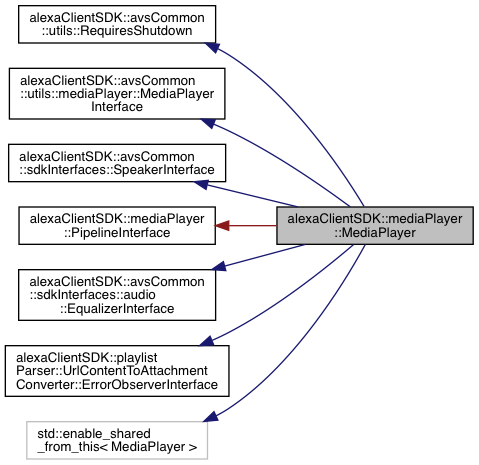 alexaClientSDK::avsCommon
::utils::RequiresShutdown
alexaClientSDK::avsCommon
::utils::mediaPlayer::MediaPlayer
Interface
alexaClientSDK::avsCommon
::sdkInterfaces::SpeakerInterface
alexaClientSDK::mediaPlayer
::PipelineInterface
alexaClientSDK::mediaPlayer
::MediaPlayer
alexaClientSDK::avsCommon
::sdkInterfaces::audio
::EqualizerInterface
alexaClientSDK::playlist
Parser::UrlContentToAttachment
Converter::ErrorObserverInterface
std::enable_shared
_from_this< MediaPlayer >